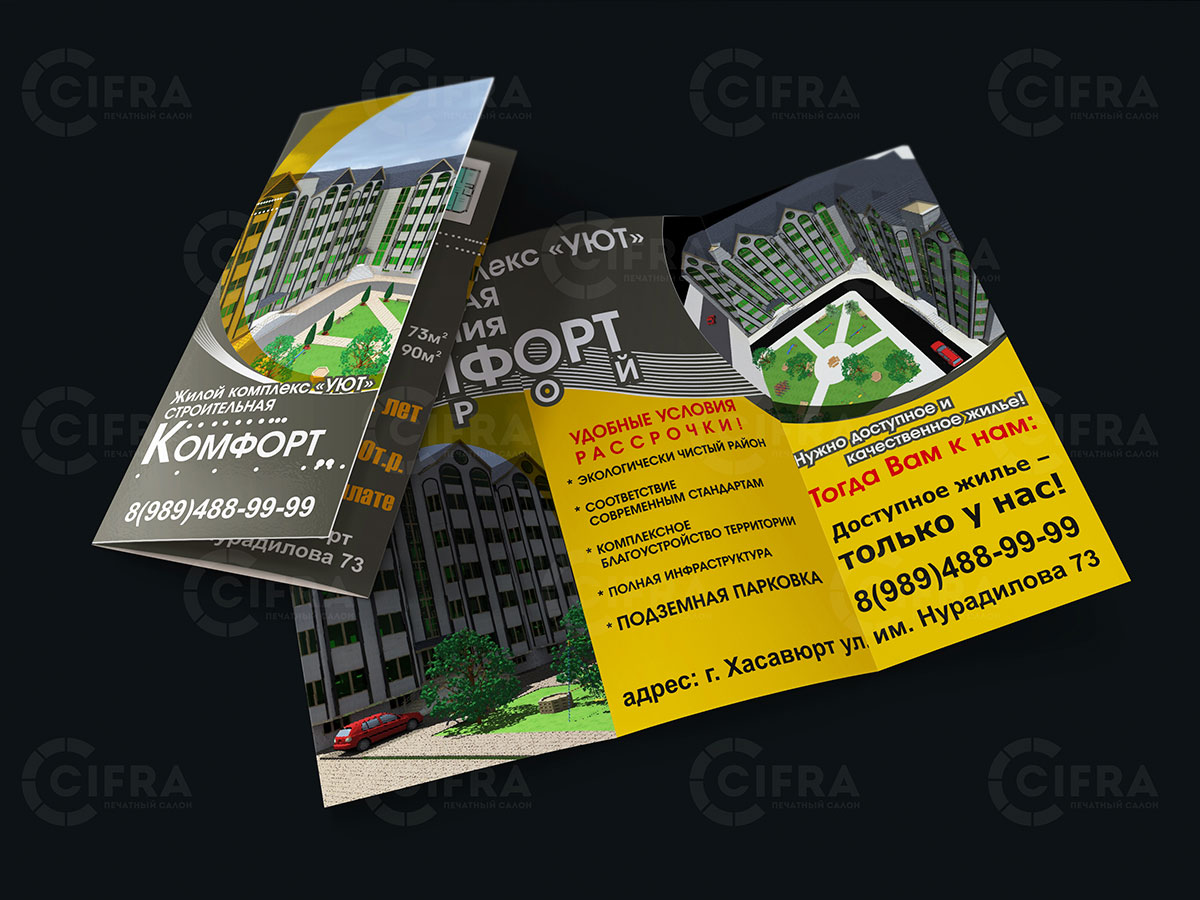 Жилой комплекс «УЮТ»
СТРОИТЕЛЬНАЯ
КОМФОРТ
8(989)488-99-99
73м²
90м²
лет
0т.р.
урадилова 73
лекс «УЮТ»
АЯ
ФОРТ
Р О Й
УДОБНЫЕ УСЛОВИЯ
РАССРОЧКИ!
* ЭКОЛОГИЧЕСКИ ЧИСТЫЙ РАЙОН
* СООТВЕТСТВИЕ
СОВРЕМЕННЫМ СТАНДАРТАМ
* КОМПЛЕКСНОЕ
БЛАГОУСТРОЙСТВО ТЕРРИТОРИИ
* ПОЛНАЯ ИНФРАСТРУКТУРА
* ПОДЗЕМНАЯ ПАРКОВКА
адрес: г. Хасавюрт ул. им. Нурадилова 73
Нужно доступное и
качественное жилье!
Тогда Вам к нам:
Доступное жилье –
только у нас!
8(989)488-99-99
CIFRA
ПЕЧАТНЫЙ САЛОН